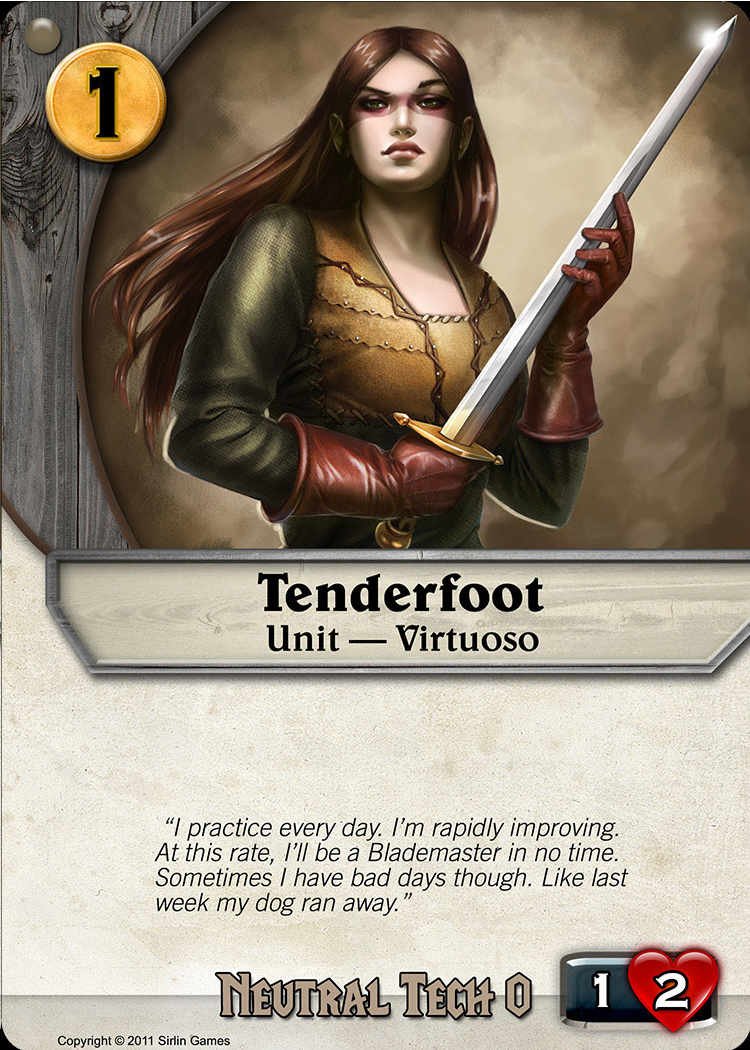 1
Tenderfoot
Unit — Virtuoso
“I practice every day. I’m rapidly improving.
At this rate, I’ll be a Blademaster in no time.
Sometimes I have bad days though. Like last
week my dog ran away.”
Neutral Tech 0
1 2
Copyright © 2011 Sirlin Games